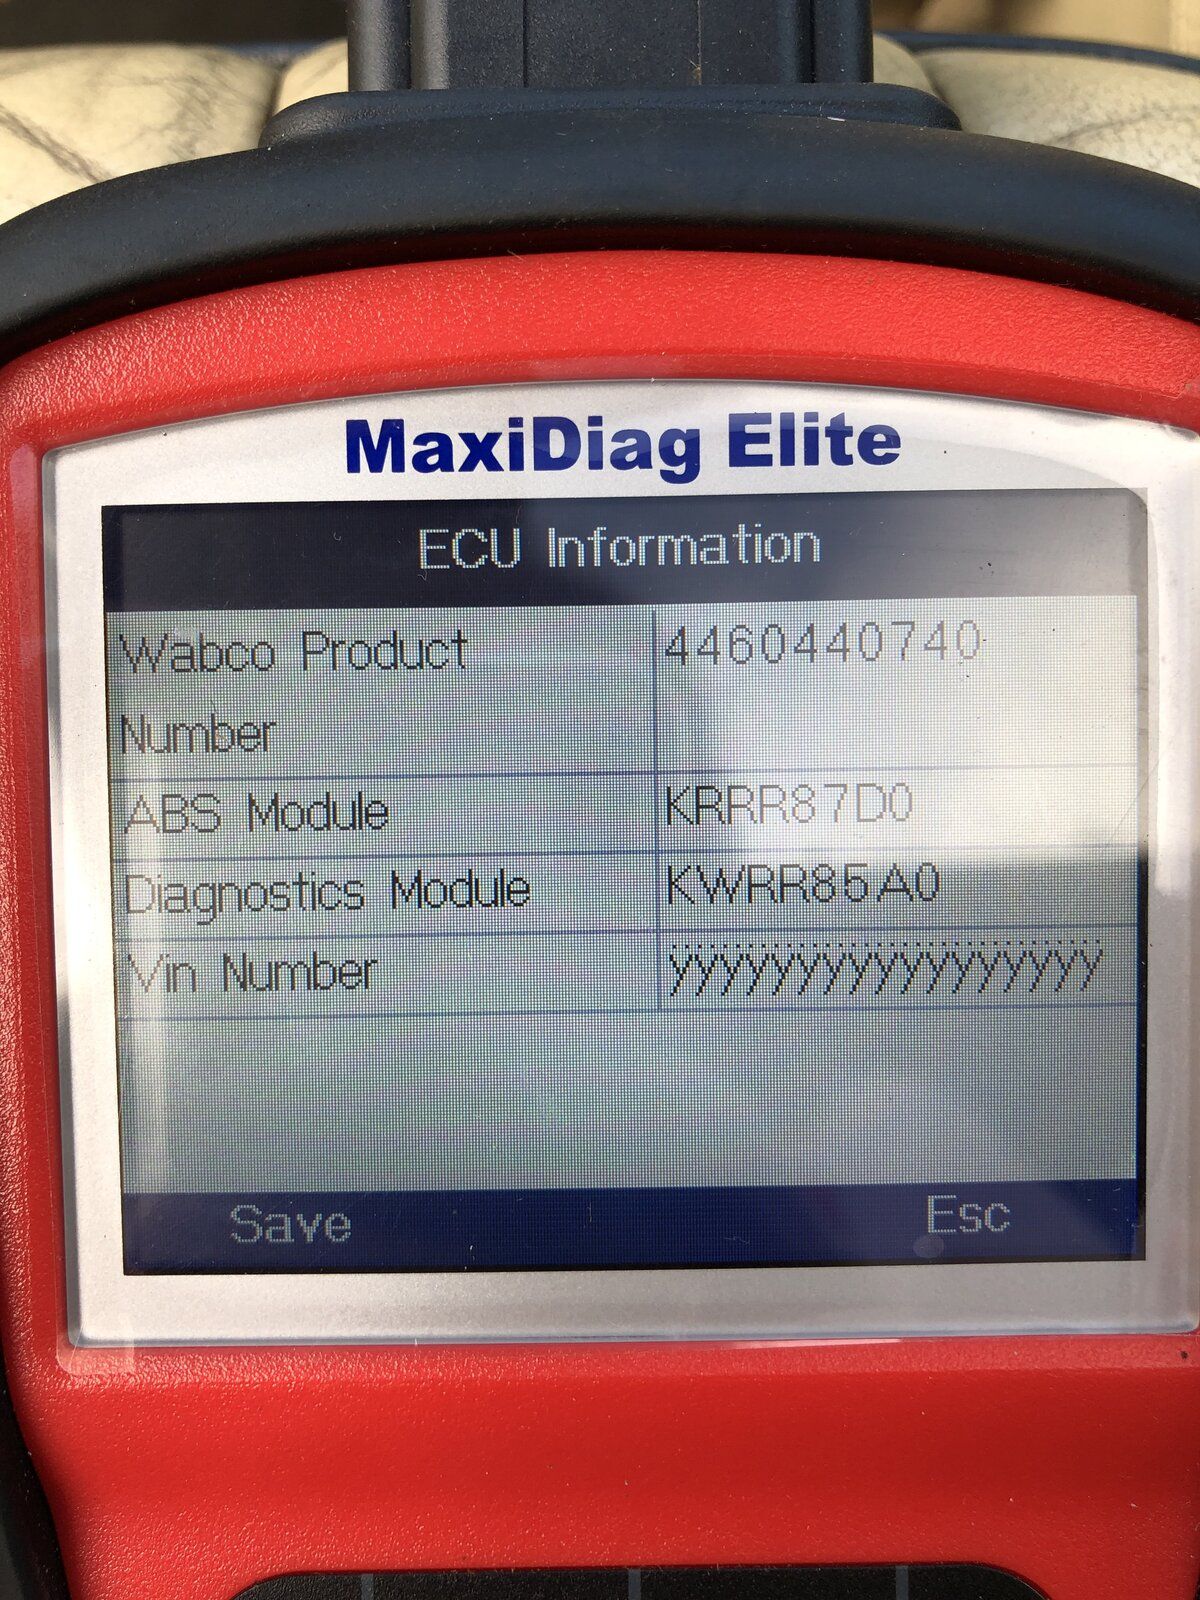 MaxiDiag Elite
ECU Information
Wabco Product 4460440740
Number
ABS Module KRRR87D0
Diagnostics Module KWRR85A0
Vin Number ÿÿÿÿÿÿÿÿÿÿÿÿÿÿÿÿÿ
Save Esc